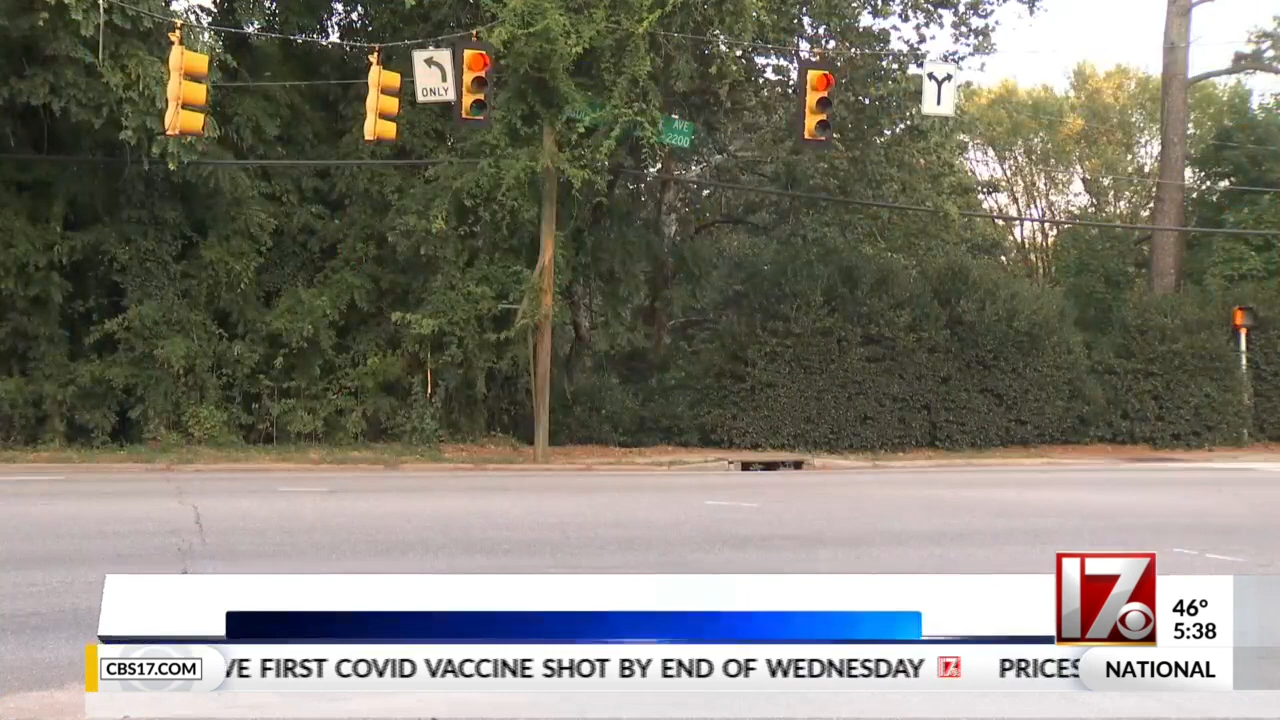 ONLY
AVE
2200
17
46°
5:38
CBS17.COM
VE FIRST COVID VACCINE SHOT BY END OF WEDNESDAY 17 PRICES
NATIONAL